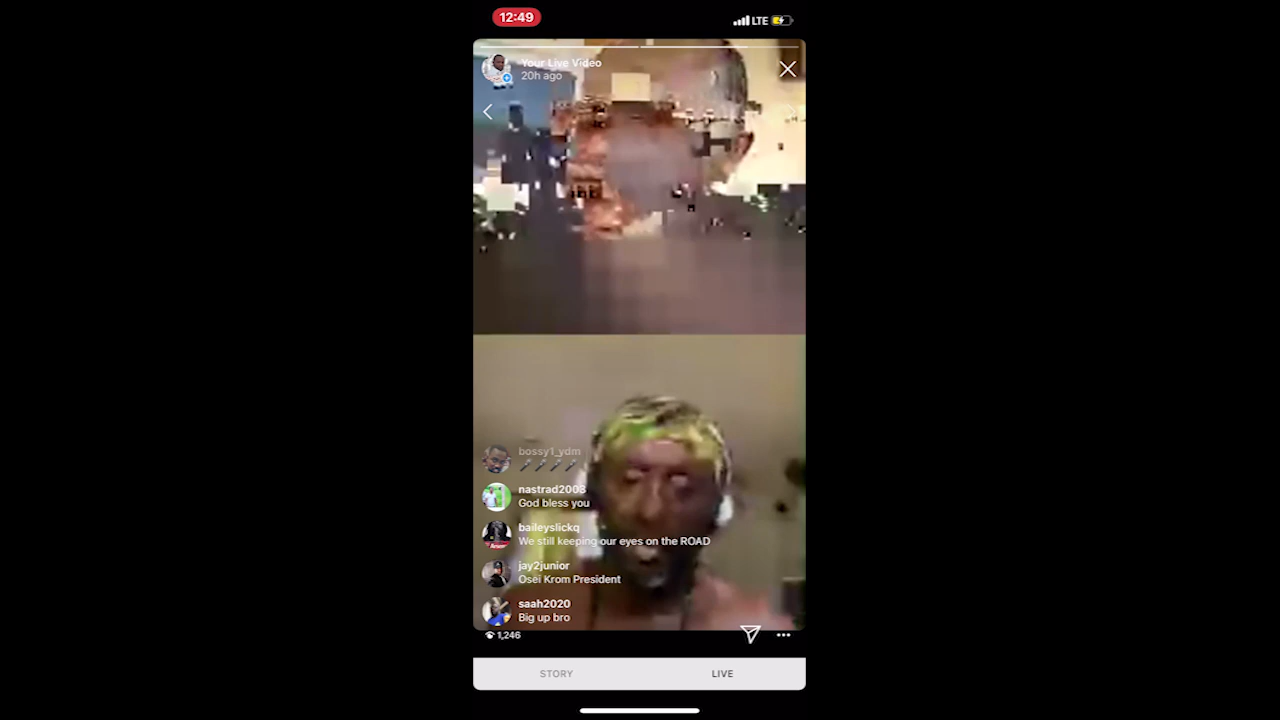 12:49
LTE
Your Live Video
20h ago
bossy1_ydm
nastrad2003
God bless you
baileyslickq
We still keeping our eyes on the ROAD
jay2junior
Osei Krom President
saah2020
Big up bro
1,246
STORY
LIVE